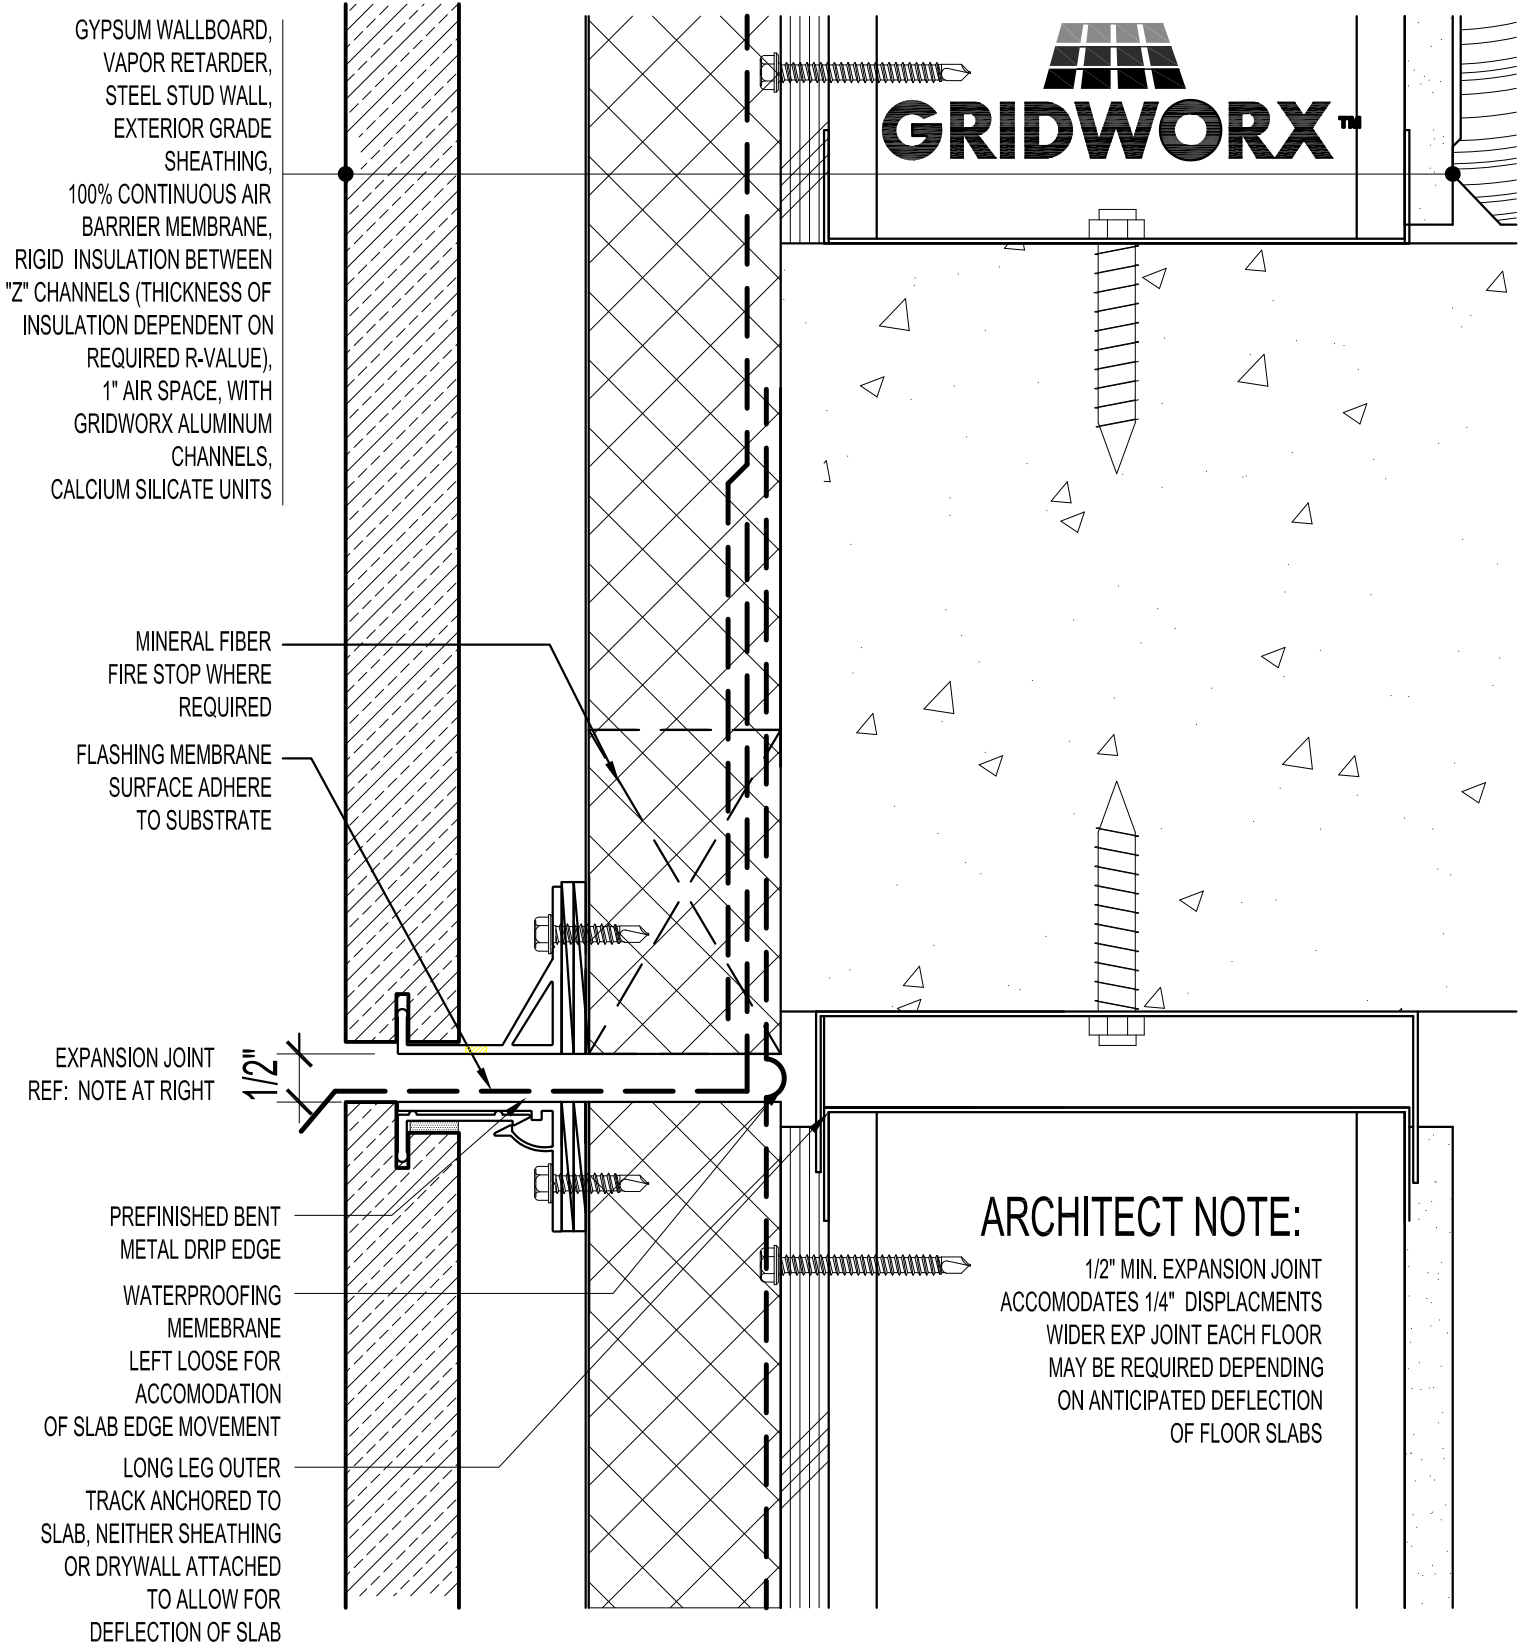 GYPSUM WALLBOARD,
VAPOR RETARDER,
STEEL STUD WALL,
EXTERIOR GRADE
SHEATHING,
100% CONTINUOUS AIR
BARRIER MEMBRANE,
RIGID INSULATION BETWEEN
"Z" CHANNELS (THICKNESS OF
INSULATION DEPENDENT ON
REQUIRED R-VALUE),
1" AIR SPACE, WITH
GRIDWORX ALUMINUM
CHANNELS,
CALCIUM SILICATE UNITS
GRIDWORX™
MINERAL FIBER
FIRE STOP WHERE
REQUIRED
FLASHING MEMBRANE
SURFACE ADHERE
TO SUBSTRATE
EXPANSION JOINT
REF: NOTE AT RIGHT
1/2"
PREFINISHED BENT
METAL DRIP EDGE
WATERPROOFING
MEMEBRANE
LEFT LOOSE FOR
ACCOMODATION
OF SLAB EDGE MOVEMENT
LONG LEG OUTER
TRACK ANCHORED TO
SLAB, NEITHER SHEATHING
OR DRYWALL ATTACHED
TO ALLOW FOR
DEFLECTION OF SLAB
ARCHITECT NOTE:
1/2" MIN. EXPANSION JOINT
ACCOMODATES 1/4" DISPLACMENTS
WIDER EXP JOINT EACH FLOOR
MAY BE REQUIRED DEPENDING
ON ANTICIPATED DEFLECTION
OF FLOOR SLABS